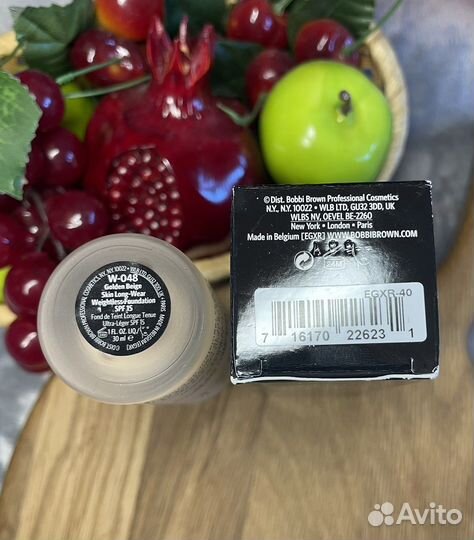 © Dist. Bobbi Brown Professional Cosmetics
N.Y., N.Y. 10022 • WLB LTD, GU32 3DD, UK
WLBS NV, OEVEL BE-2260
New York • London • Paris
Made in Belgium [EGXR] WWW.BOBBIBROWN.COM
EGXR-40
7 16170 22623 1
W-048
Golden Beige
Skin Long-Wear
Weightless Foundation
SPF 15
Fond de Teint Longue Tenue
Ultra-Léger SPF 15
1 FL. OZ. LIQ./
30 ml ℮
Avito